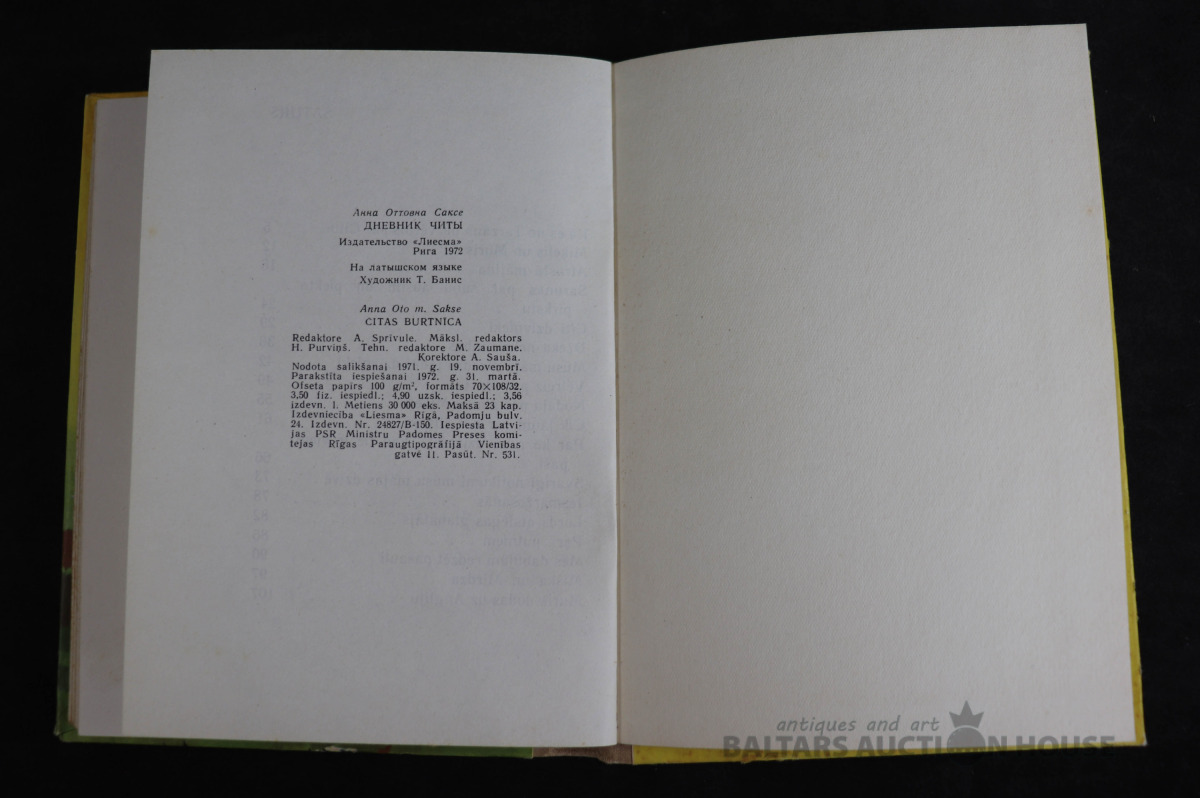 Анна Оттовна Саксе
ДНЕВНИК ЧИТЫ
Издательство «Лиесма»
Рига 1972
На латышском языке
Художник Т. Банис
Anna Oto m. Sakse
CITAS BURTNĪCA
Redaktore A. Sprīvule. Māksl. redaktors
H. Purviņš. Tehn. redaktore M. Zaumane.
Korektore A. Sauša.
Nodota salikšanai 1971. g. 19. novembrī.
Parakstīta iespiešanai 1972. g. 31. martā.
Ofseta papīrs 100 g/m², formāts 70×108/32.
3,50 fiz. iespiedl.; 4,90 uzsk. iespiedl.; 3,56
izdevn. l. Metiens 30 000 eks. Maksā 23 kap.
Izdevniecība «Liesma» Rīgā, Padomju bulv.
24. Izdevn. Nr. 24827/B-150. Iespiesta Latvi-
jas PSR Ministru Padomes Preses komi-
tejas Rīgas Paraugtipogrāfijā Vienības
gatvē 11. Pasūt. Nr. 531.
antiques and art
BALTARS AUCTION HOUSE